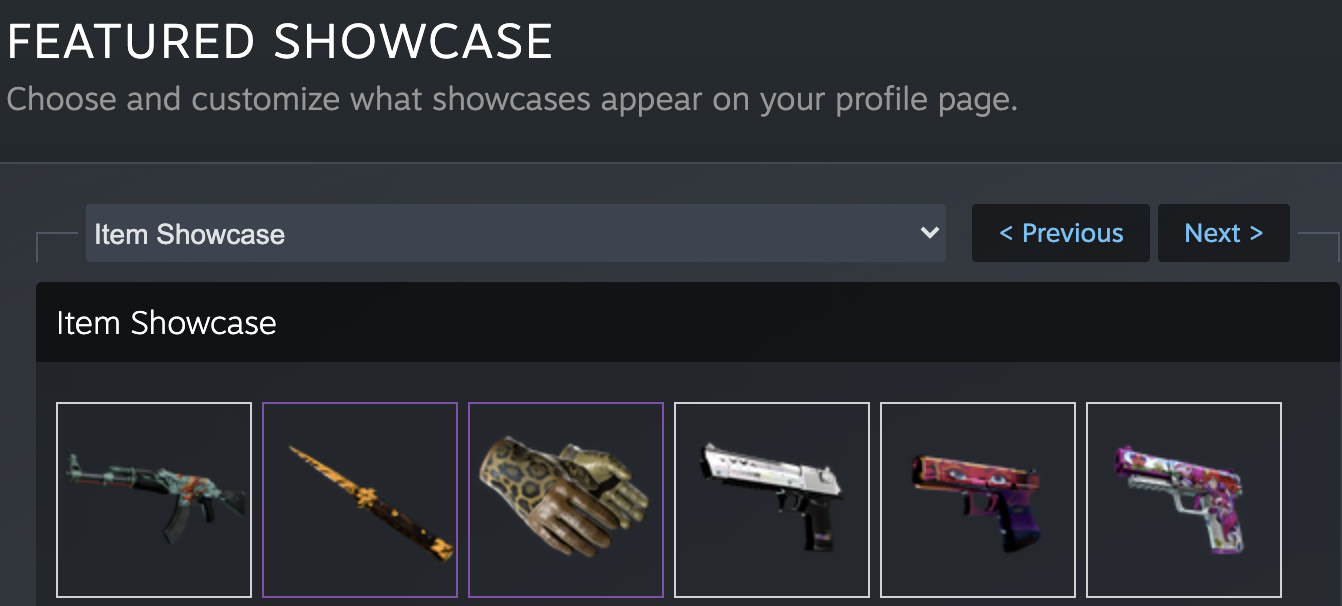 FEATURED SHOWCASE
Choose and customize what showcases appear on your profile page.
Item Showcase
< Previous
Next >
Item Showcase